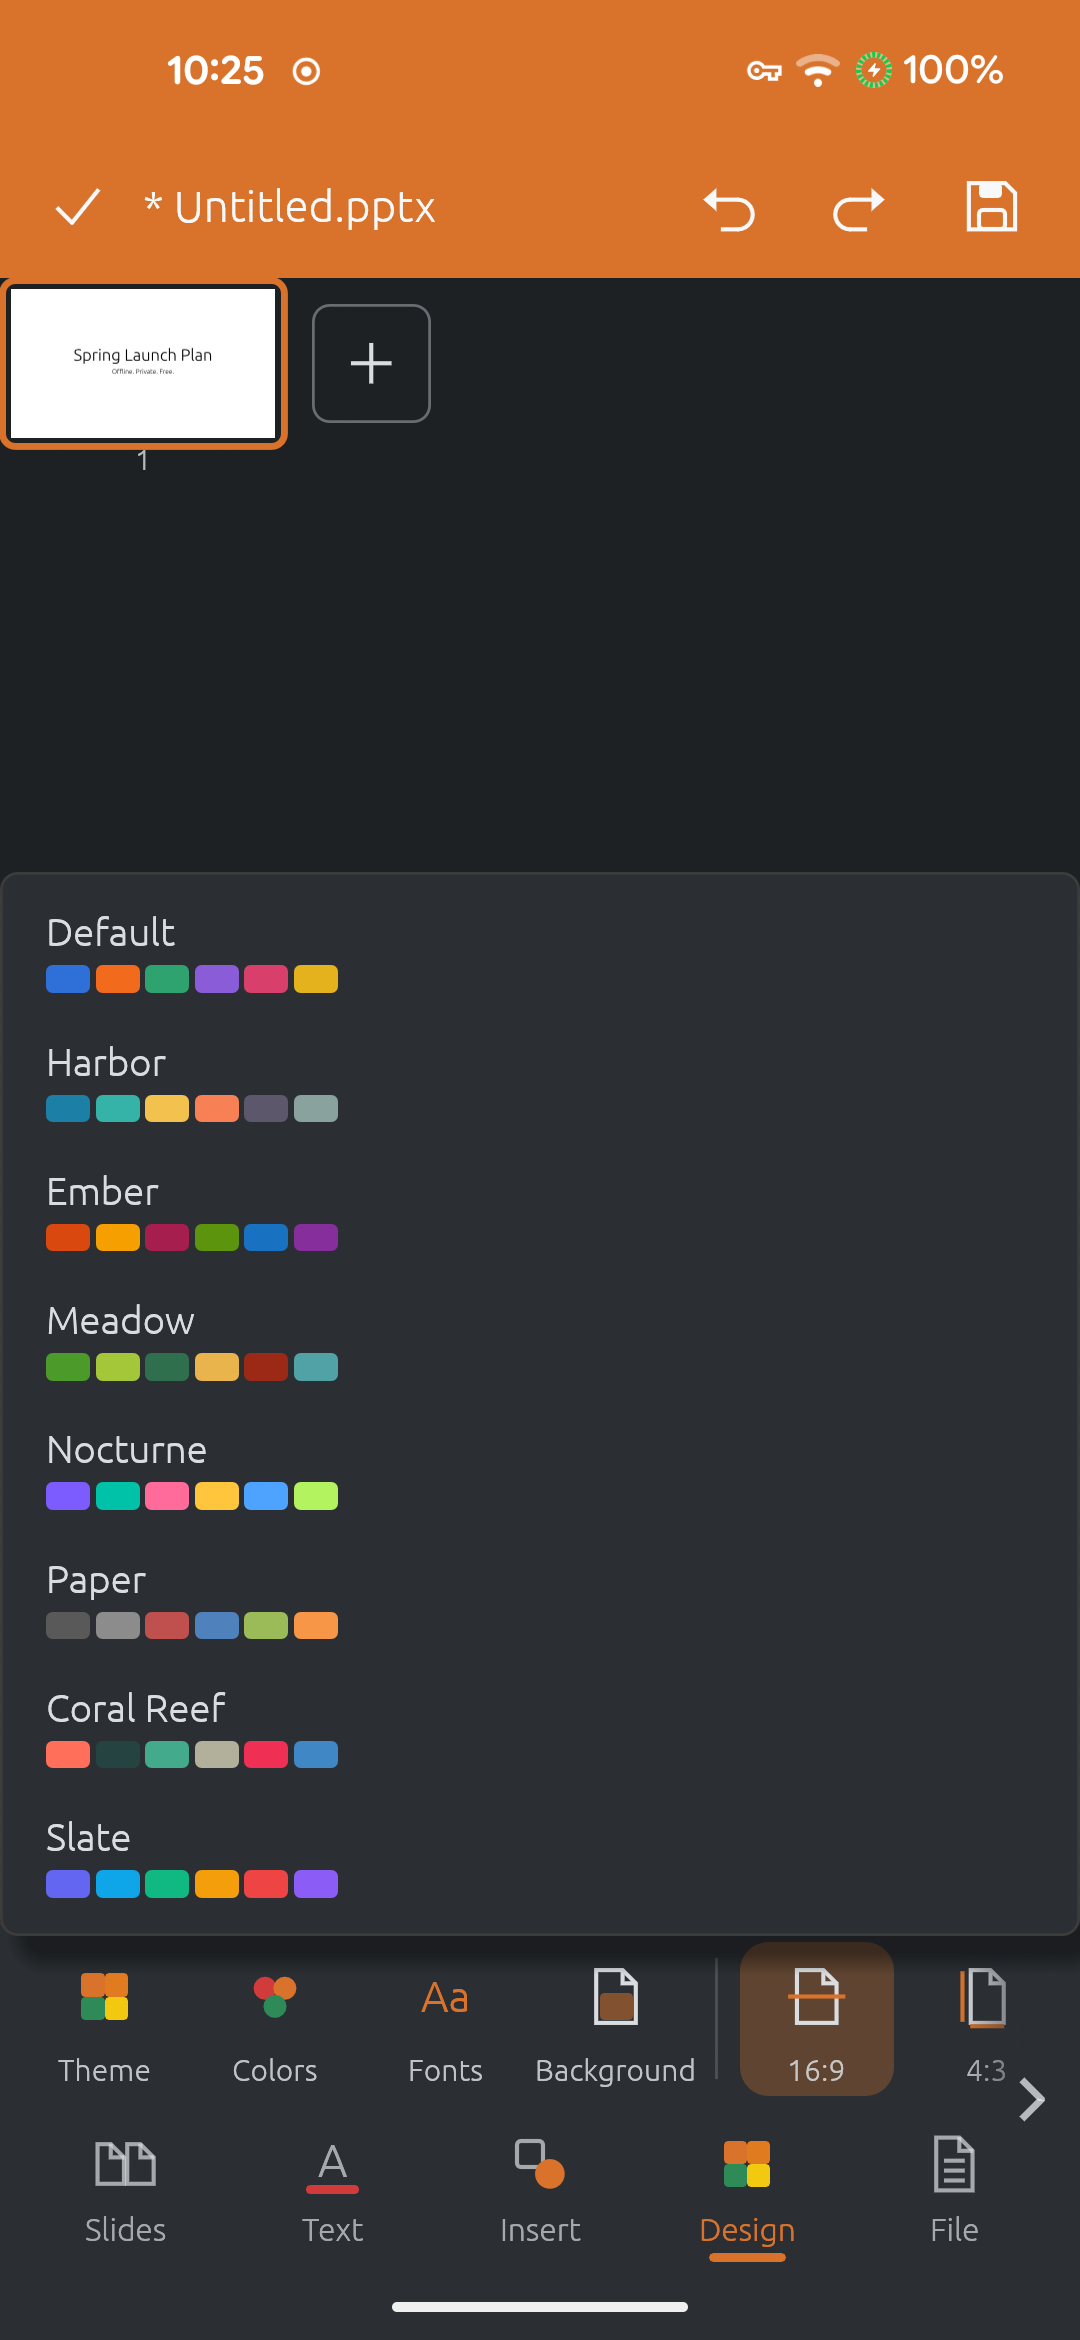 10:25 100%
* Untitled.pptx
Spring Launch Plan
Offline. Private. Free.
1
Default
Harbor
Ember
Meadow
Nocturne
Paper
Coral Reef
Slate
Theme Colors Fonts Background 16:9 4:3
Slides Text Insert Design File